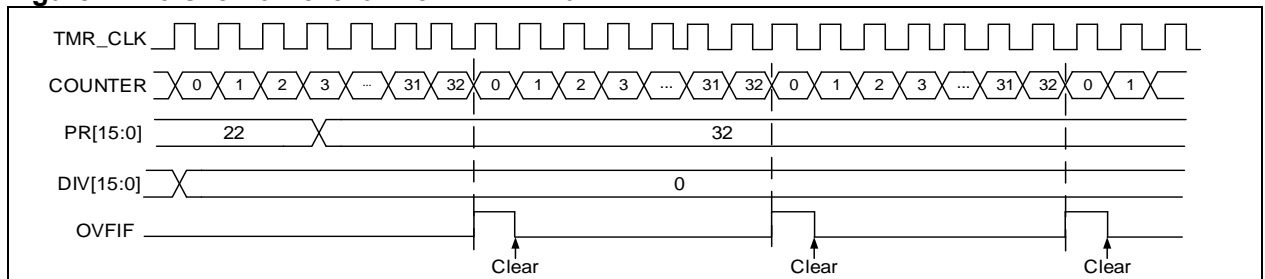 TMR_CLK
COUNTER 0 1 2 3 ... 31 32 0 1 2 3 ... 31 32 0 1 2 3 ... 31 32 0 1
PR[15:0] 22 32
DIV[15:0] 0
OVFIF
Clear Clear Clear